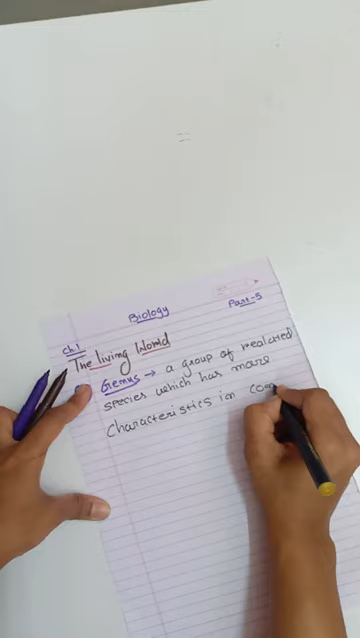 Biology
Part-5
Ch.1
The living World
Genus → a group of realated
species which has more
characteristics in com